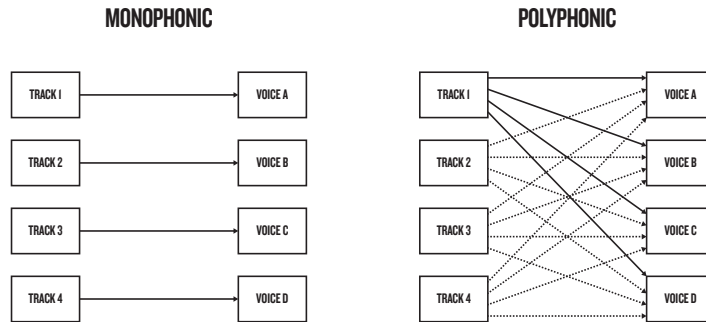 MONOPHONIC
TRACK 1
VOICE A
TRACK 2
VOICE B
TRACK 3
VOICE C
TRACK 4
VOICE D
POLYPHONIC
TRACK 1
VOICE A
TRACK 2
VOICE B
TRACK 3
VOICE C
TRACK 4
VOICE D